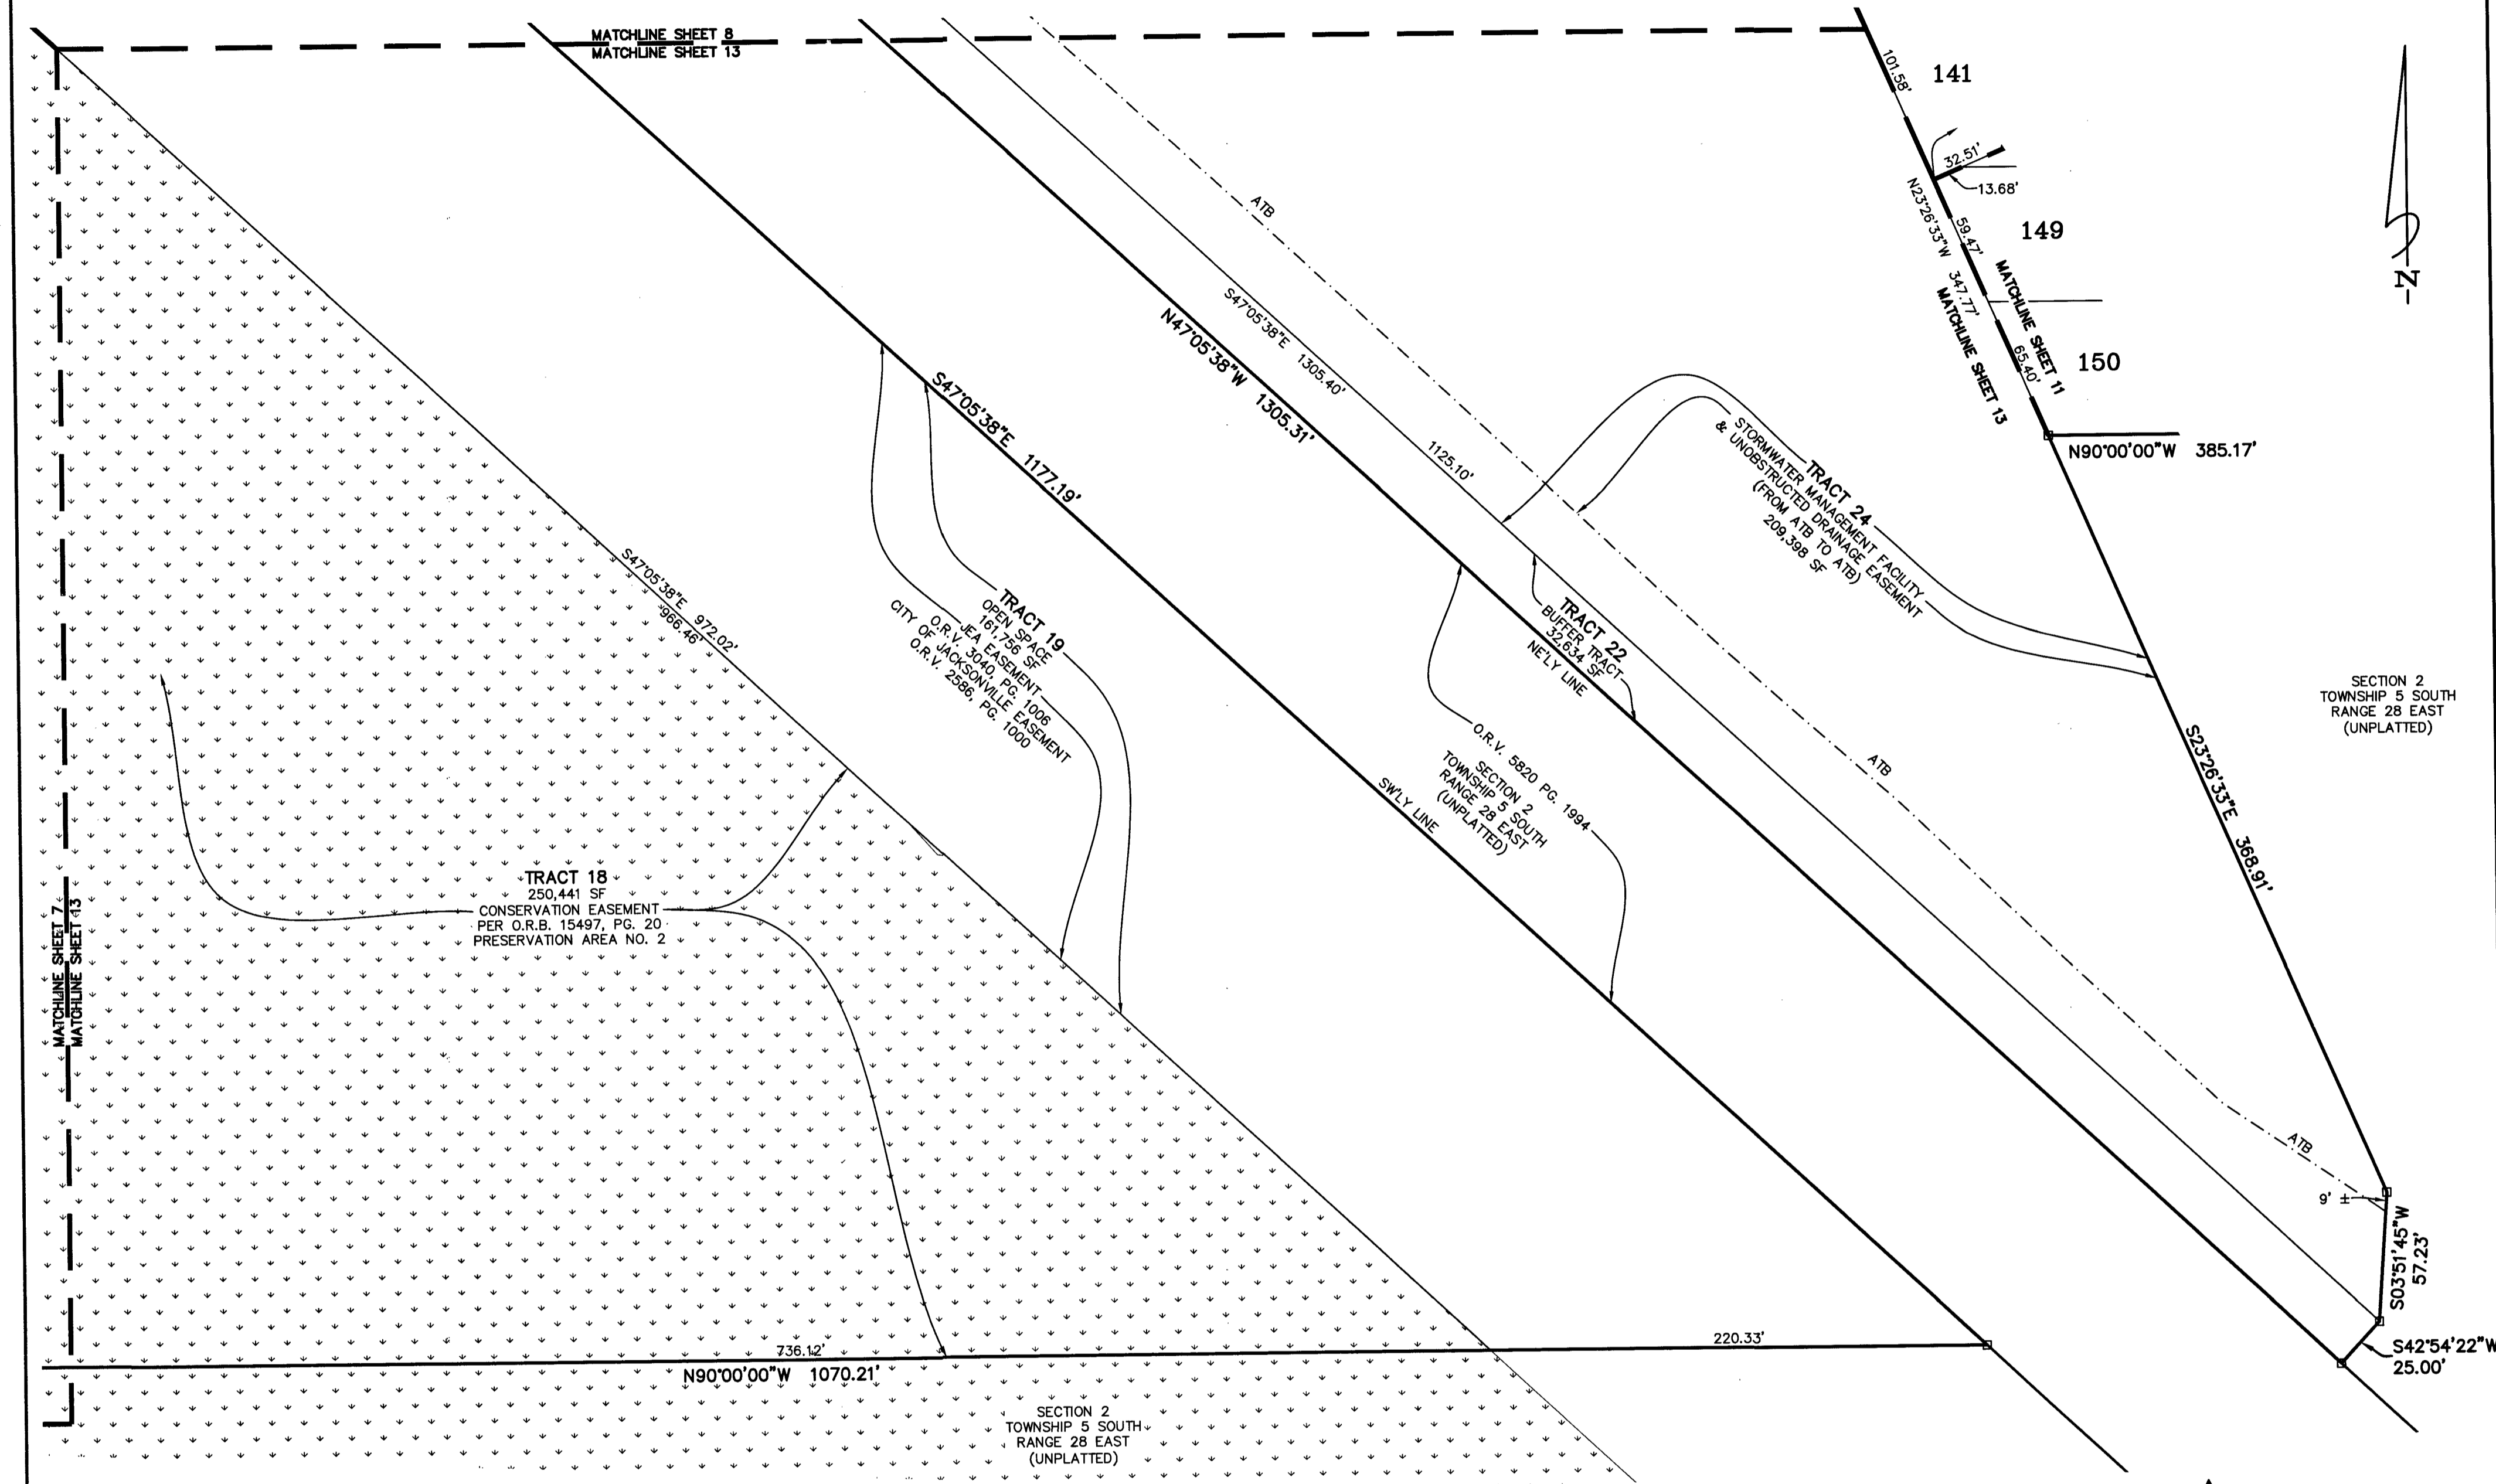 MATCHLINE SHEET 8
MATCHLINE SHEET 13
101.58'
141
32.51'
13.68'
N23°26'33"W 347.77'
59.47'
149
MATCHLINE SHEET 11
MATCHLINE SHEET 13
65.40'
150
N90°00'00"W 385.17'
N
ATB
S47°05'38"E 1305.40'
N47°05'38"W 1305.31'
1125.10'
S47°05'38"E 1177.19'
TRACT 24
STORMWATER MANAGEMENT FACILITY
& UNOBSTRUCTED DRAINAGE EASEMENT
(FROM ATB TO ATB)
209,398 SF
S47°05'38"E 972.02'
966.46'
TRACT 19
OPEN SPACE
161,756 SF
JEA EASEMENT
O.R.V. 3040, PG. 1006
CITY OF JACKSONVILLE EASEMENT
O.R.V. 2586, PG. 1000
TRACT 22
BUFFER TRACT
32,634 SF
NE'LY LINE
SECTION 2
TOWNSHIP 5 SOUTH
RANGE 28 EAST
(UNPLATTED)
O.R.V. 5820 PG. 1994
SECTION 2
TOWNSHIP 5 SOUTH
RANGE 28 EAST
(UNPLATTED)
SW'LY LINE
ATB
S23°26'33"E 368.91'
TRACT 18
250,441 SF
CONSERVATION EASEMENT
PER O.R.B. 15497, PG. 20
PRESERVATION AREA NO. 2
MATCHLINE SHEET 7
MATCHLINE SHEET 13
ATB
9' ±
S03°51'45"W
57.23'
S42°54'22"W
25.00'
736.12'
220.33'
N90°00'00"W 1070.21'
SECTION 2
TOWNSHIP 5 SOUTH
RANGE 28 EAST
(UNPLATTED)